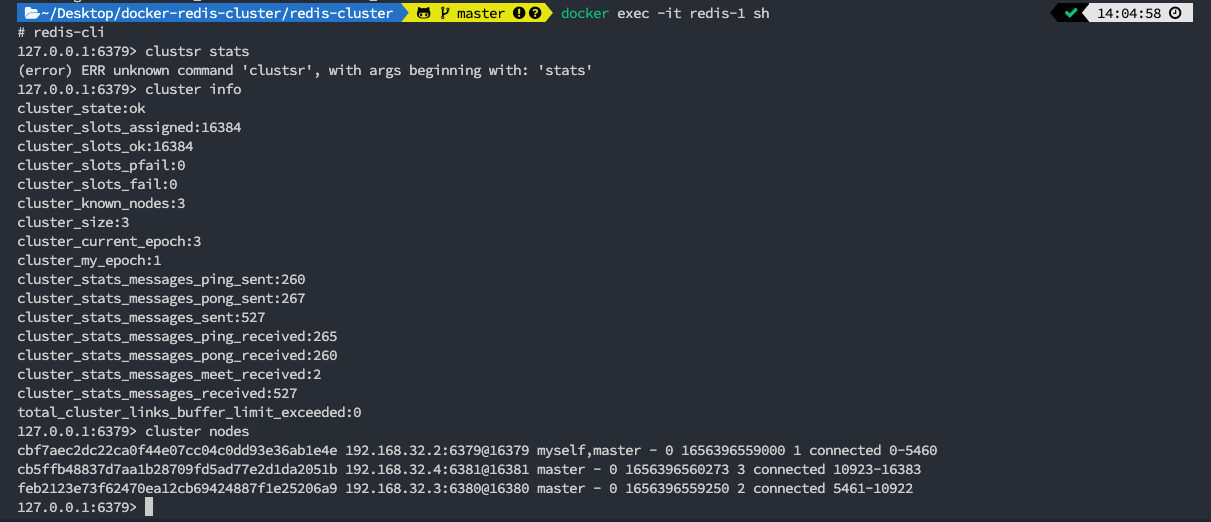 ~/Desktop/docker-redis-cluster/redis-cluster master docker exec -it redis-1 sh 14:04:58
# redis-cli
127.0.0.1:6379> clustsr stats
(error) ERR unknown command 'clustsr', with args beginning with: 'stats'
127.0.0.1:6379> cluster info
cluster_state:ok
cluster_slots_assigned:16384
cluster_slots_ok:16384
cluster_slots_pfail:0
cluster_slots_fail:0
cluster_known_nodes:3
cluster_size:3
cluster_current_epoch:3
cluster_my_epoch:1
cluster_stats_messages_ping_sent:260
cluster_stats_messages_pong_sent:267
cluster_stats_messages_sent:527
cluster_stats_messages_ping_received:265
cluster_stats_messages_pong_received:260
cluster_stats_messages_meet_received:2
cluster_stats_messages_received:527
total_cluster_links_buffer_limit_exceeded:0
127.0.0.1:6379> cluster nodes
cbf7aec2dc22ca0f44e07cc04c0dd93e36ab1e4e 192.168.32.2:6379@16379 myself,master - 0 1656396559000 1 connected 0-5460
cb5ffb48837d7aa1b28709fd5ad77e2d1da2051b 192.168.32.4:6381@16381 master - 0 1656396560273 3 connected 10923-16383
feb2123e73f62470ea12cb69424887f1e25206a9 192.168.32.3:6380@16380 master - 0 1656396559250 2 connected 5461-10922
127.0.0.1:6379>